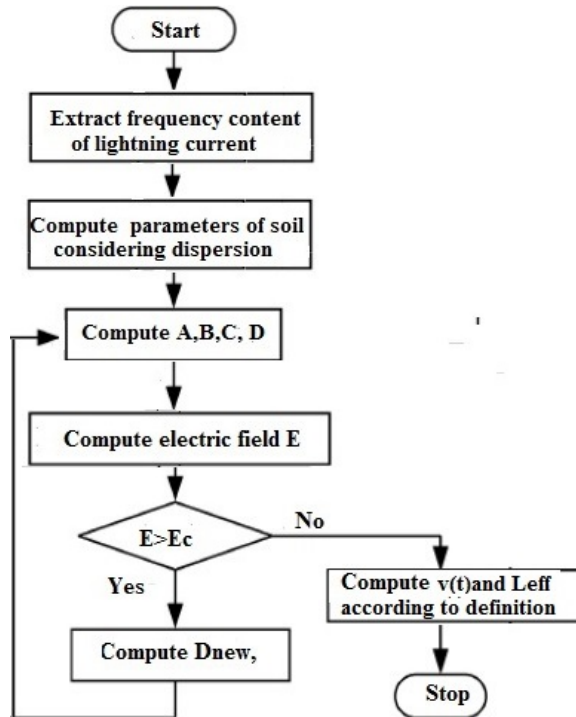 Start
Extract frequency content
of lightning current
Compute parameters of soil
considering dispersion
Compute A,B,C, D
Compute electric field E
E>Ec
No
Yes
Compute v(t)and Leff
according to definition
Compute Dnew,
Stop